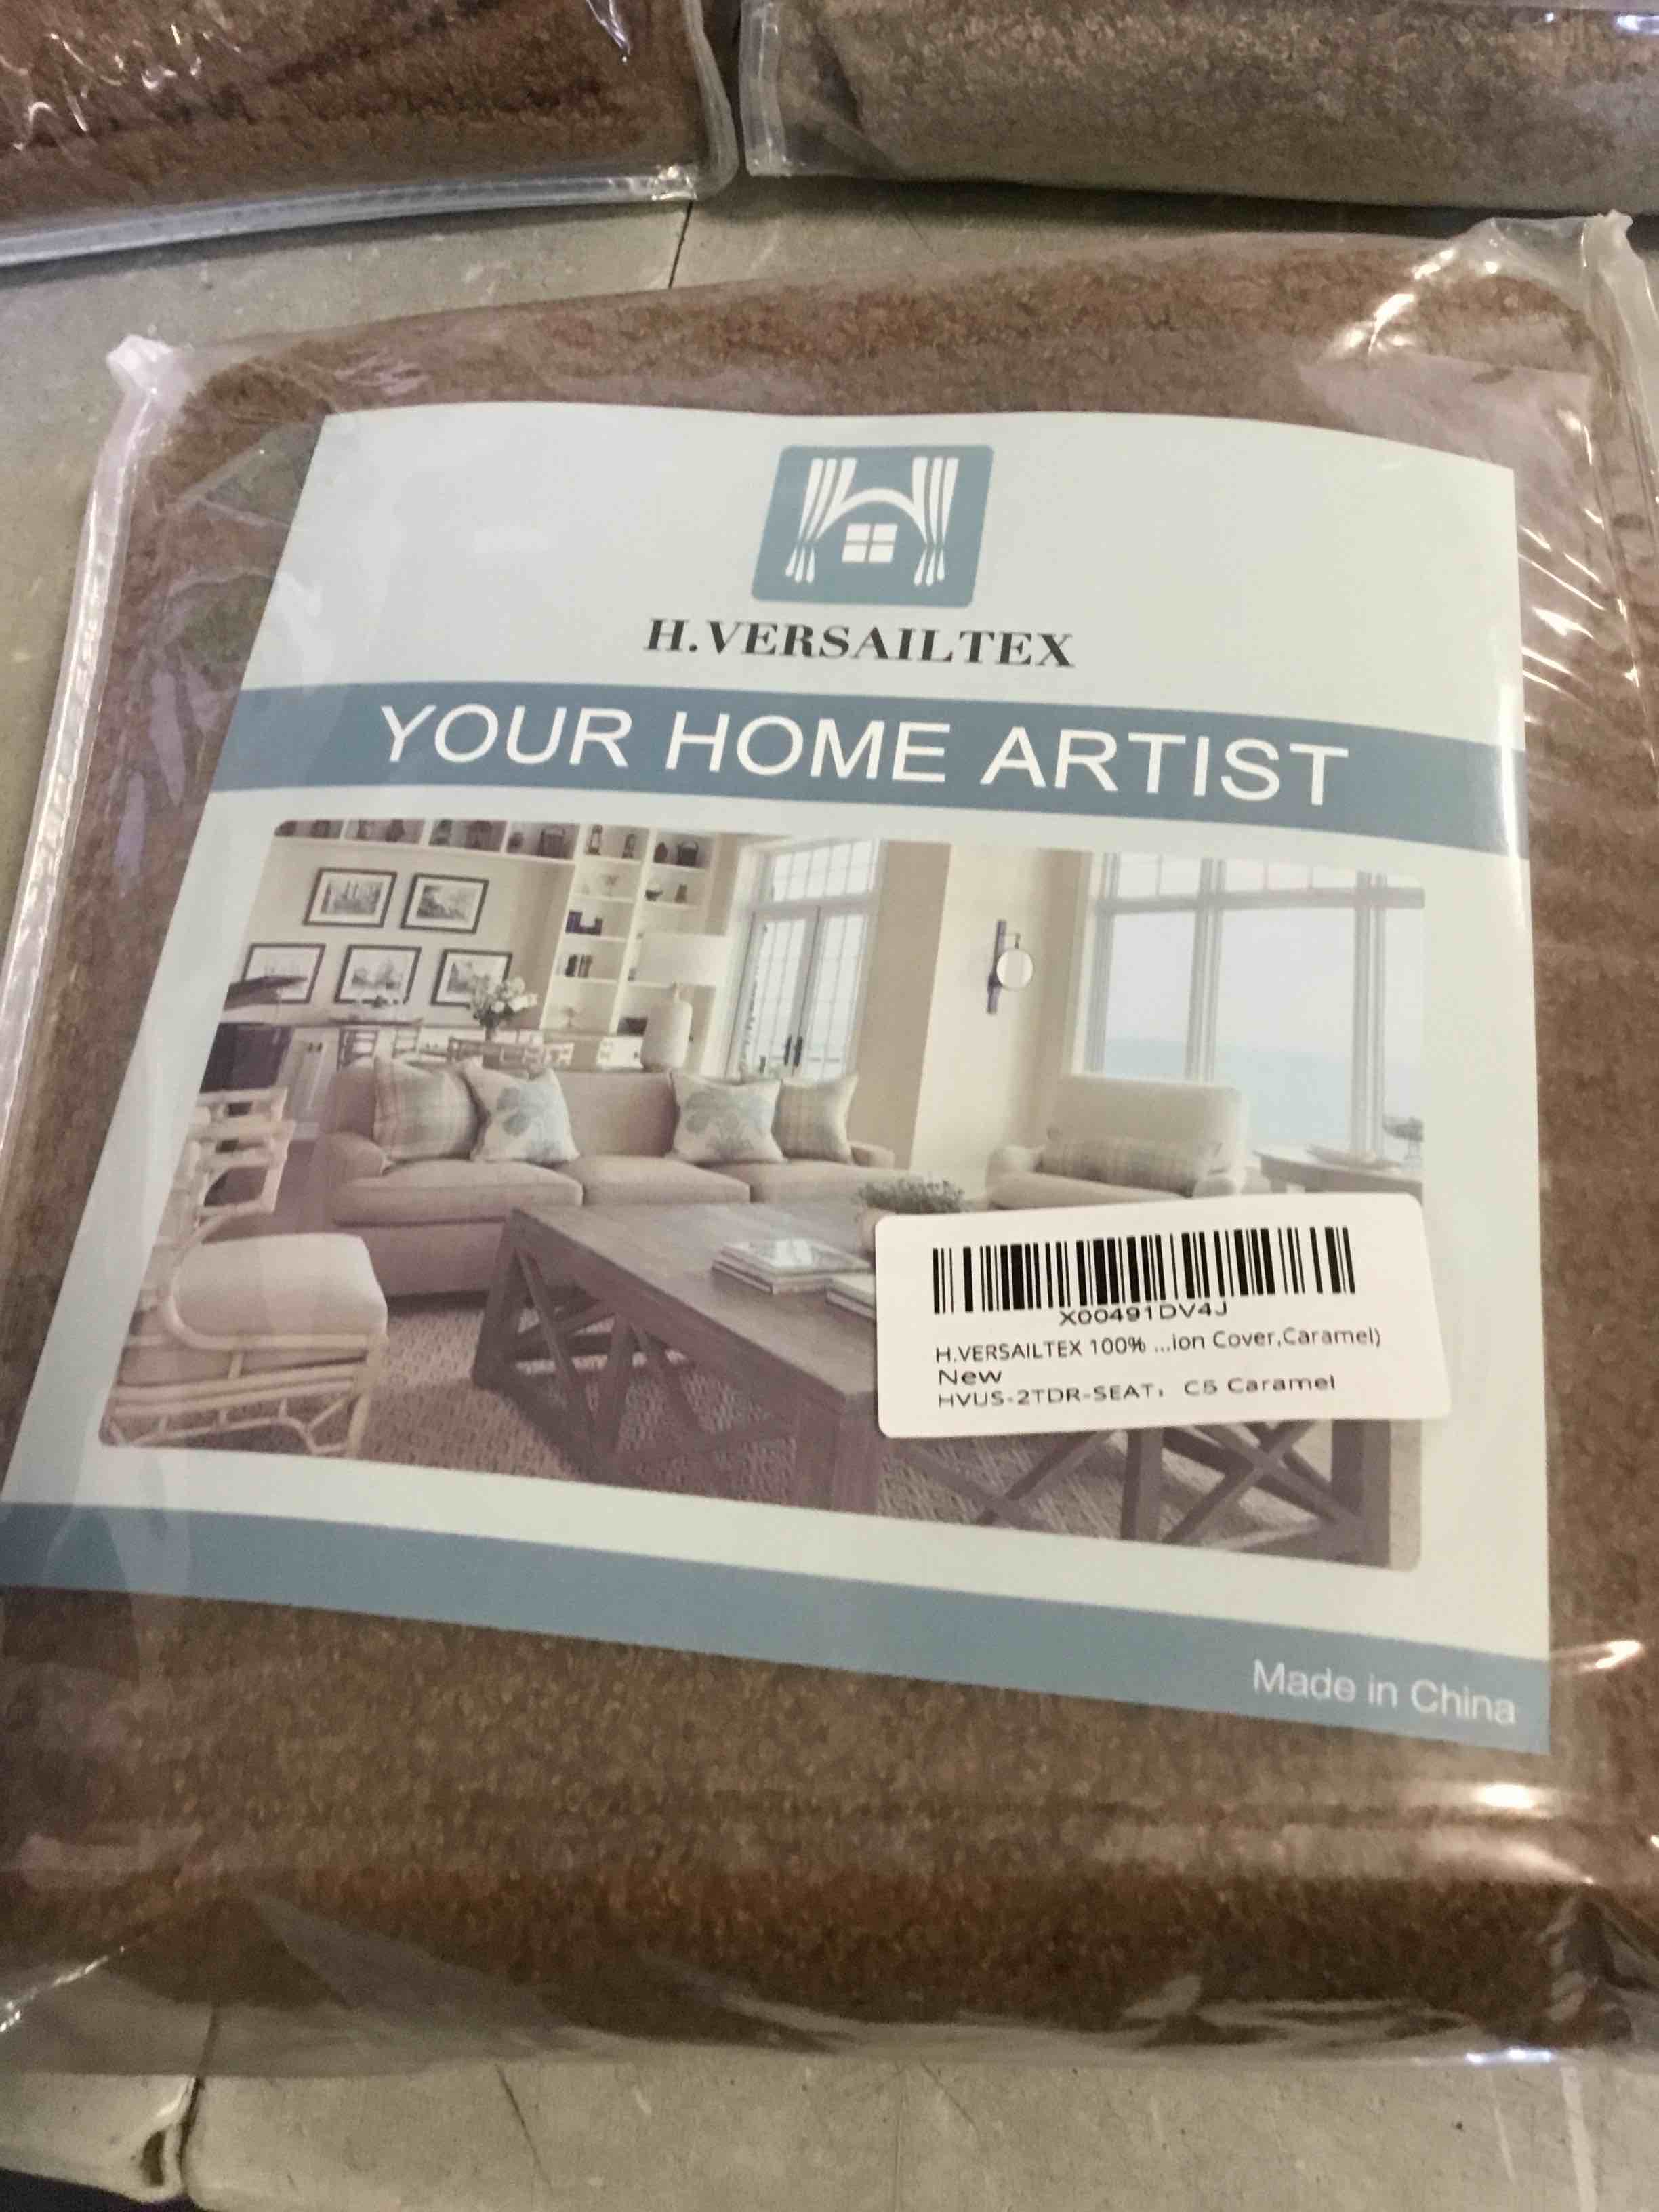 H.VERSAILTEX
YOUR HOME ARTIST
X00491DV4J
H.VERSAILTEX 100% ...ion Cover,Caramel)
New
HVUS-2TDR-SEAT, C5 Caramel
Made in China